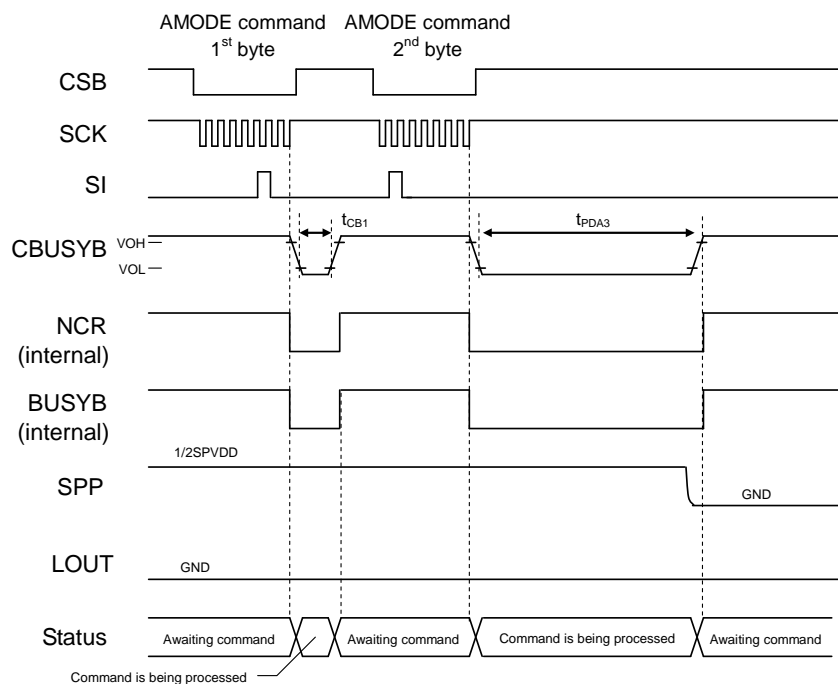 AMODE command
1st byte
AMODE command
2nd byte
CSB
SCK
SI
tCB1
tPDA3
CBUSYB
VOH
VOL
NCR
(internal)
BUSYB
(internal)
1/2SPVDD
SPP
GND
LOUT
GND
Status
Awaiting command
Awaiting command
Command is being processed
Awaiting command
Command is being processed